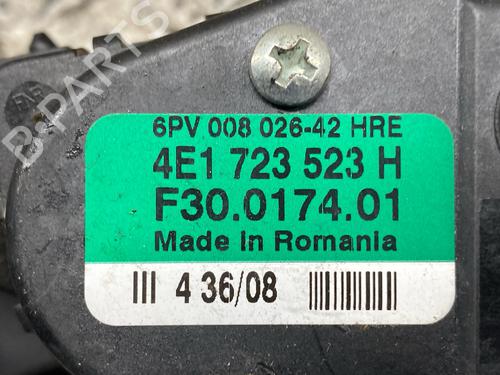 B-PARTS
6PV 008 026-42 HRE
4E1 723 523 H
F30.0174.01
Made in Romania
III 4 36/08